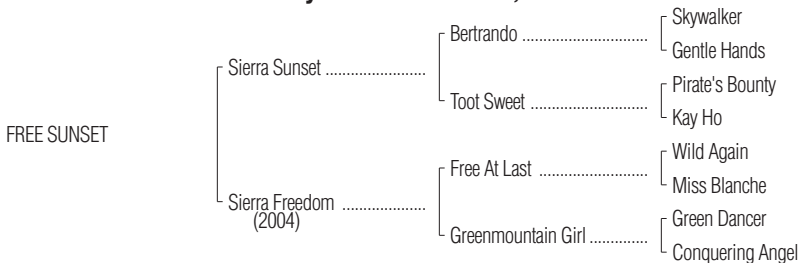 Skywalker
Bertrando ................................
Gentle Hands
Sierra Sunset ..........................
Pirate's Bounty
Toot Sweet ..............................
Kay Ho
FREE SUNSET
Wild Again
Free At Last ............................
Miss Blanche
Sierra Freedom .....................
(2004)
Green Dancer
Greenmountain Girl ...............
Conquering Angel